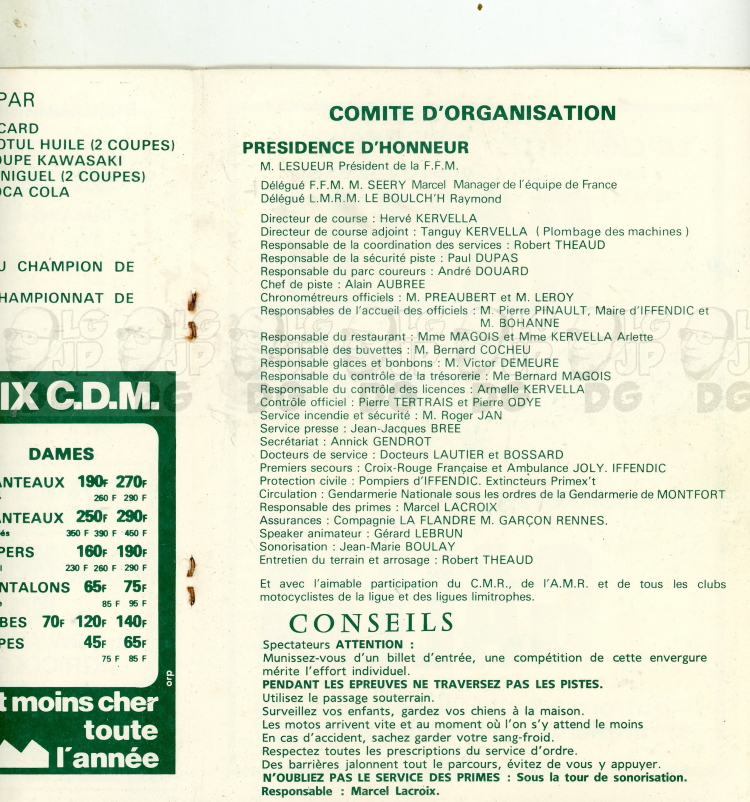 PAR
CARD
OTUL HUILE (2 COUPES)
OUPE KAWASAKI
NIGUEL (2 COUPES)
OCA COLA
U CHAMPION DE
HAMPIONNAT DE
IX C.D.M.
DAMES
ANTEAUX 190F 270F
260 F 290 F
ANTEAUX 250F 290F
350 F 390 F 450 F
PERS 160F 190F
230 F 260 F 290 F
NTALONS 65F 75F
85 F 95 F
BES 70F 120F 140F
PES 45F 65F
75 F 85 F
orp
t moins cher
toute
l'année
COMITE D'ORGANISATION
PRESIDENCE D'HONNEUR
M. LESUEUR Président de la F.F.M.
Délégué F.F.M. M. SEERY Marcel Manager de l'équipe de France
Délégué L.M.R.M. LE BOULCH'H Raymond
Directeur de course : Hervé KERVELLA
Directeur de course adjoint : Tanguy KERVELLA ( Plombage des machines )
Responsable de la coordination des services : Robert THEAUD
Responsable de la sécurité piste : Paul DUPAS
Responsable du parc coureurs : André DOUARD
Chef de piste : Alain AUBREE
Chronométreurs officiels : M. PREAUBERT et M. LEROY
Responsables de l'accueil des officiels : M. Pierre PINAULT, Maire d'IFFENDIC et
M. BOHANNE
Responsable du restaurant : Mme MAGOIS et Mme KERVELLA Arlette
Responsable des buvettes : M. Bernard COCHEU
Responsable glaces et bonbons : M. Victor DEMEURE
Responsable du contrôle de la trésorerie : Me Bernard MAGOIS
Responsable du contrôle des licences : Armelle KERVELLA
Contrôle officiel : Pierre TERTRAIS et Pierre ODYE
Service incendie et sécurité : M. Roger JAN
Service presse : Jean-Jacques BREE
Secrétariat : Annick GENDROT
Docteurs de service : Docteurs LAUTIER et BOSSARD
Premiers secours : Croix-Rouge Française et Ambulance JOLY. IFFENDIC
Protection civile : Pompiers d'IFFENDIC. Extincteurs Primex't
Circulation : Gendarmerie Nationale sous les ordres de la Gendarmerie de MONTFORT
Responsable des primes : Marcel LACROIX
Assurances : Compagnie LA FLANDRE M. GARÇON RENNES.
Speaker animateur : Gérard LEBRUN
Sonorisation : Jean-Marie BOULAY
Entretien du terrain et arrosage : Robert THEAUD
Et avec l'aimable participation du C.M.R., de l'A.M.R. et de tous les clubs
motocyclistes de la ligue et des ligues limitrophes.
CONSEILS
Spectateurs ATTENTION :
Munissez-vous d'un billet d'entrée, une compétition de cette envergure
mérite l'effort individuel.
PENDANT LES EPREUVES NE TRAVERSEZ PAS LES PISTES.
Utilisez le passage souterrain.
Surveillez vos enfants, gardez vos chiens à la maison.
Les motos arrivent vite et au moment où l'on s'y attend le moins
En cas d'accident, sachez garder votre sang-froid.
Respectez toutes les prescriptions du service d'ordre.
Des barrières jalonnent tout le parcours, évitez de vous y appuyer.
N'OUBLIEZ PAS LE SERVICE DES PRIMES : Sous la tour de sonorisation.
Responsable : Marcel Lacroix.
LG
JP
DG